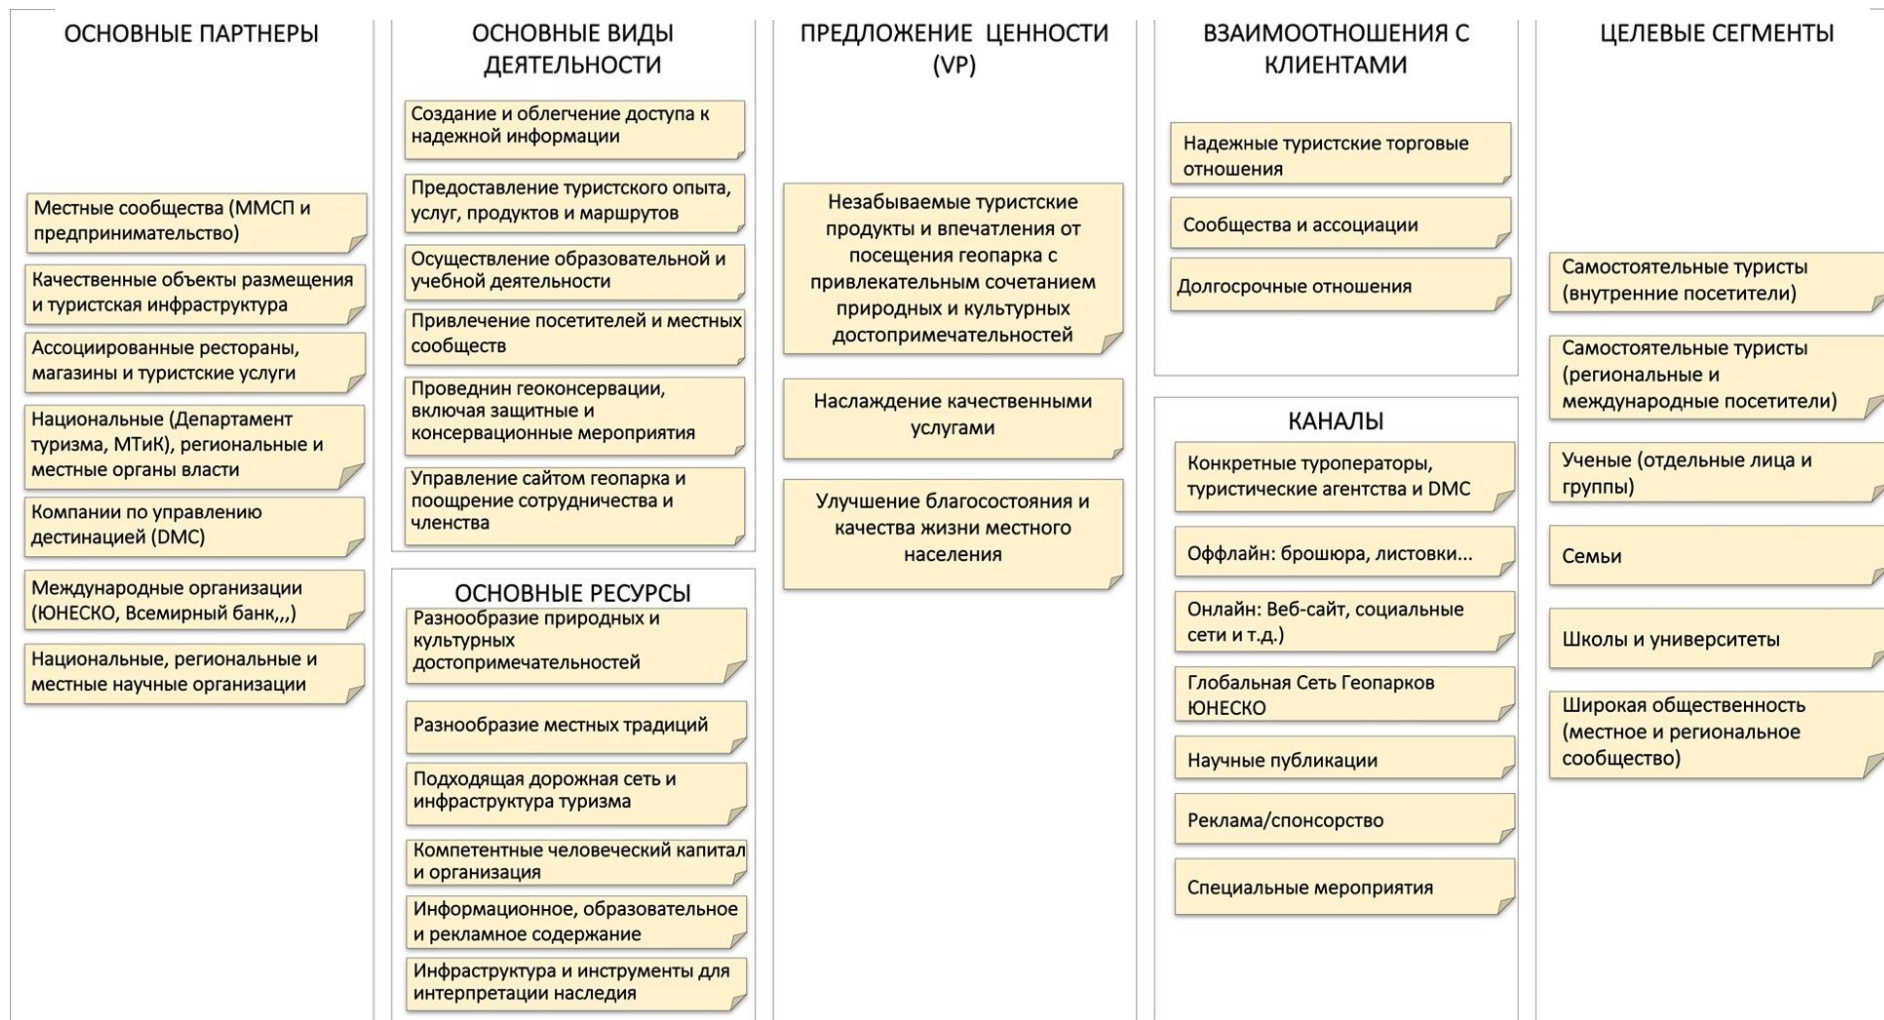 ОСНОВНЫЕ ПАРТНЕРЫ
Местные сообщества (ММСП и
предпринимательство)
Качественные объекты размещения
и туристская инфраструктура
Ассоциированные рестораны,
магазины и туристские услуги
Национальные (Департамент
туризма, МТиК), региональные и
местные органы власти
Компании по управлению
дестинацией (DMC)
Международные организации
(ЮНЕСКО, Всемирный банк,,,)
Национальные, региональные и
местные научные организации
ОСНОВНЫЕ ВИДЫ
ДЕЯТЕЛЬНОСТИ
Создание и облегчение доступа к
надежной информации
Предоставление туристского опыта,
услуг, продуктов и маршрутов
Осуществление образовательной и
учебной деятельности
Привлечение посетителей и местных
сообществ
Проведнин геоконсервации,
включая защитные и
консервационные мероприятия
Управление сайтом геопарка и
поощрение сотрудничества и
членства
ОСНОВНЫЕ РЕСУРСЫ
Разнообразие природных и
культурных
достопримечательностей
Разнообразие местных традиций
Подходящая дорожная сеть и
инфраструктура туризма
Компетентные человеческий капитал
и организация
Информационное, образовательное
и рекламное содержание
Инфраструктура и инструменты для
интерпретации наследия
ПРЕДЛОЖЕНИЕ ЦЕННОСТИ
(VP)
Незабываемые туристские
продукты и впечатления от
посещения геопарка с
привлекательным сочетанием
природных и культурных
достопримечательностей
Наслаждение качественными
услугами
Улучшение благосостояния и
качества жизни местного
населения
ВЗАИМООТНОШЕНИЯ С
КЛИЕНТАМИ
Надежные туристские торговые
отношения
Сообщества и ассоциации
Долгосрочные отношения
КАНАЛЫ
Конкретные туроператоры,
туристические агентства и DMC
Оффлайн: брошюра, листовки...
Онлайн: Веб-сайт, социальные
сети и т.д.)
Глобальная Сеть Геопарков
ЮНЕСКО
Научные публикации
Реклама/спонсорство
Специальные мероприятия
ЦЕЛЕВЫЕ СЕГМЕНТЫ
Самостоятельные туристы
(внутренние посетители)
Самостоятельные туристы
(региональные и
международные посетители)
Ученые (отдельные лица и
группы)
Семьи
Школы и университеты
Широкая общественность
(местное и региональное
сообщество)